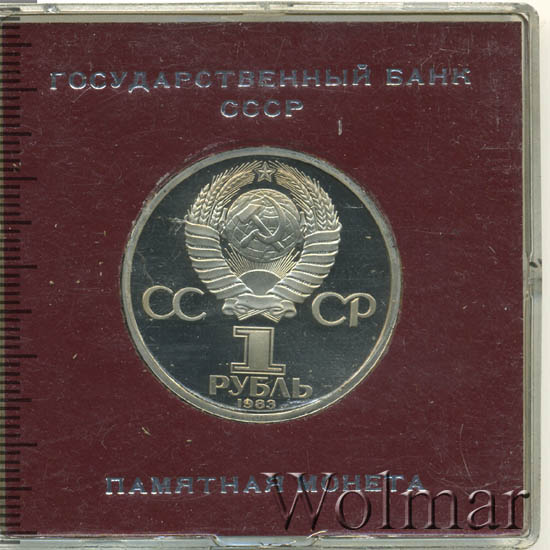 ГОСУДАРСТВЕННЫЙ БАНК
СССР
СС СР
1
РУБЛЬ
1983
ПАМЯТНАЯ МОНЕТА
Wolmar